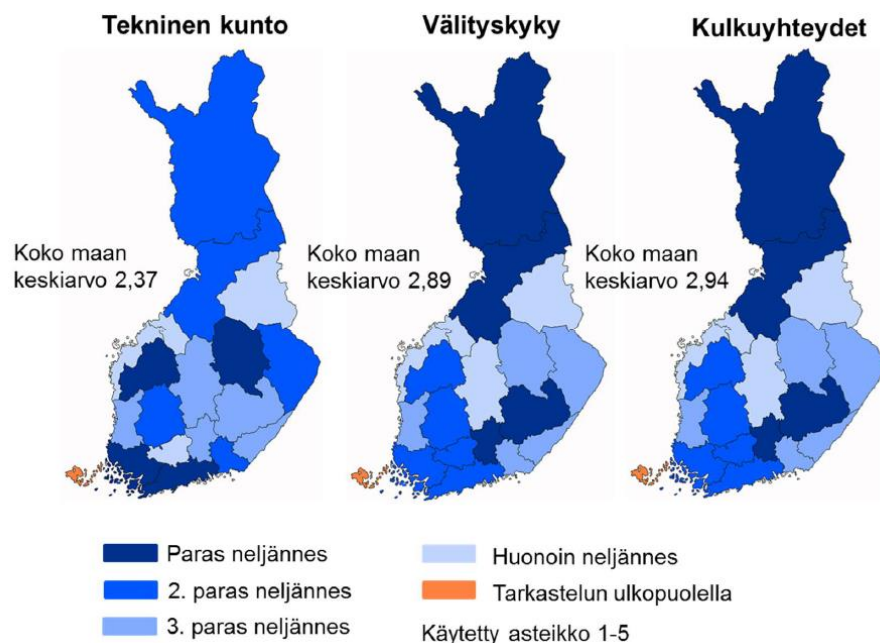 Tekninen kunto
Välityskyky
Kulkuyhteydet
Koko maan
keskiarvo 2,37
Koko maan
keskiarvo 2,89
Koko maan
keskiarvo 2,94
Paras neljännes
2. paras neljännes
3. paras neljännes
Huonoin neljännes
Tarkastelun ulkopuolella
Käytetty asteikko 1-5